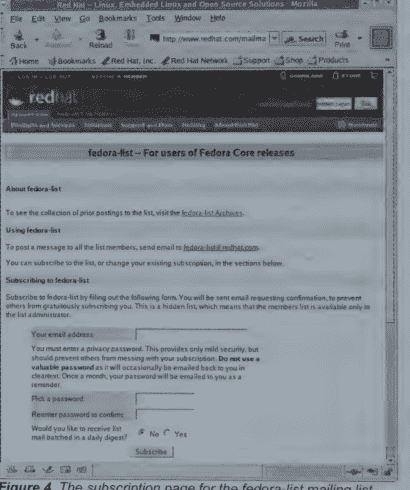 Red Hat – Linux, Embedded Linux and Open Source Solutions - Mozilla
File Edit View Go Bookmarks Tools Window Help
Back Reload http://www.redhat.com/mailma Search Print
Home Bookmarks Red Hat, Inc. Red Hat Network Support Shop Products
redhat
Products and Services Solutions
fedora-list -- For users of Fedora Core releases
About fedora-list
To see the collection of prior postings to the list, visit the fedora-list Archives.
Using fedora-list
To post a message to all the list members, send email to fedora-list@redhat.com.
You can subscribe to the list, or change your existing subscription, in the sections below.
Subscribing to fedora-list
Subscribe to fedora-list by filling out the following form. You will be sent email requesting confirmation, to prevent
others from gratuitously subscribing you. This is a hidden list, which means that the members list is available only to
the list administrator.
Your email address:
You must enter a privacy password. This provides only mild security, but
should prevent others from messing with your subscription. Do not use a
valuable password as it will occasionally be emailed back to you in
cleartext. Once a month, your password will be emailed to you as a
reminder.
Pick a password:
Reenter password to confirm:
Would you like to receive list
mail batched in a daily digest? No Yes
Subscribe
Figure 4. The subscription page for the fedora-list mailing list